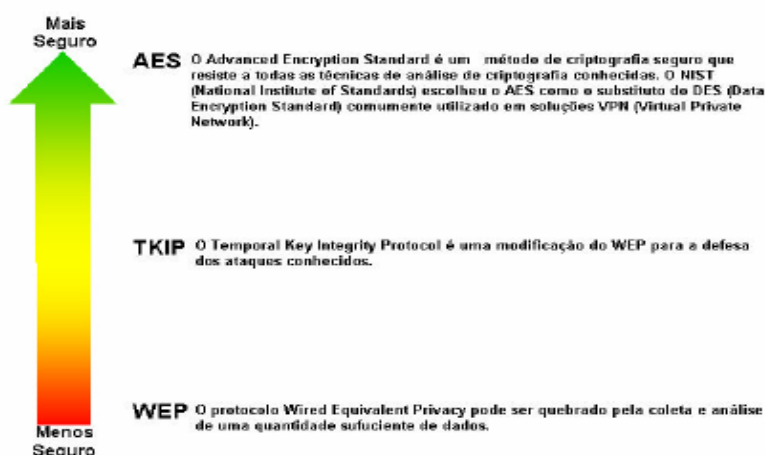 Mais
Seguro
AES O Advanced Encryption Standard é um método de criptografia seguro que
resiste a todas as técnicas de análise de criptografia conhecidas. O NIST
(National Institute of Standards) escolheu o AES como o substituto do DES (Data
Encryption Standard) comumente utilizado em soluções VPN (Virtual Private
Network).
TKIP O Temporal Key Integrity Protocol é uma modificação do WEP para a defesa
dos ataques conhecidos.
WEP O protocolo Wired Equivalent Privacy pode ser quebrado pela coleta e análise
de uma quantidade sufuciente de dados.
Menos
Seguro